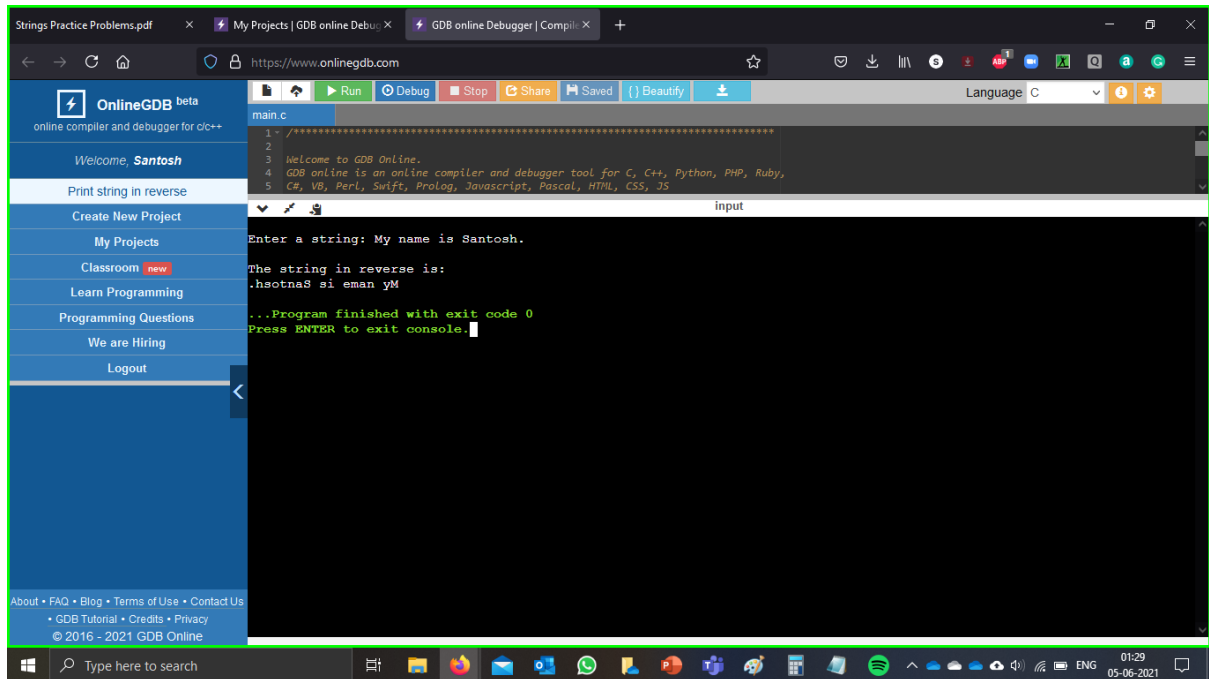 Strings Practice Problems.pdf
My Projects | GDB online Debug
GDB online Debugger | Compile
https://www.onlinegdb.com
ABP
1
OnlineGDB beta
online compiler and debugger for c/c++
Welcome, Santosh
Print string in reverse
Create New Project
My Projects
Classroom new
Learn Programming
Programming Questions
We are Hiring
Logout
About • FAQ • Blog • Terms of Use • Contact Us
• GDB Tutorial • Credits • Privacy
© 2016 - 2021 GDB Online
Run Debug Stop Share Saved { } Beautify
Language C
main.c
1 /******************************************************************************
2
3 Welcome to GDB Online.
4 GDB online is an online compiler and debugger tool for C, C++, Python, PHP, Ruby,
5 C#, VB, Perl, Swift, Prolog, Javascript, Pascal, HTML, CSS, JS
input
Enter a string: My name is Santosh.
The string in reverse is:
.hsotnaS si eman yM
...Program finished with exit code 0
Press ENTER to exit console.
Type here to search
ENG
01:29
05-06-2021